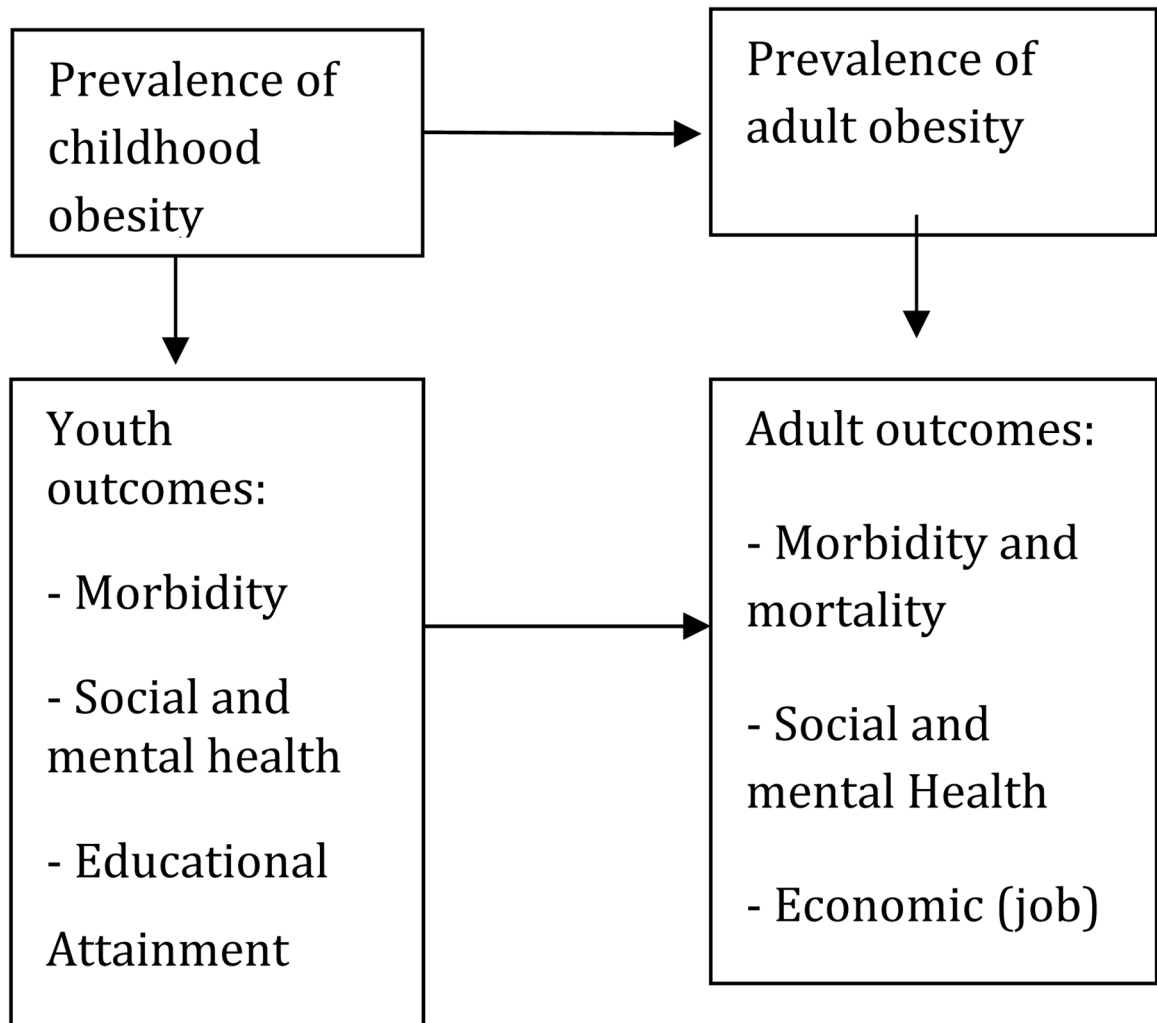 Prevalence of
childhood
obesity
Prevalence of
adult obesity
Youth
outcomes:
- Morbidity
- Social and
mental health
- Educational
Attainment
Adult outcomes:
- Morbidity and
mortality
- Social and
mental Health
- Economic (job)